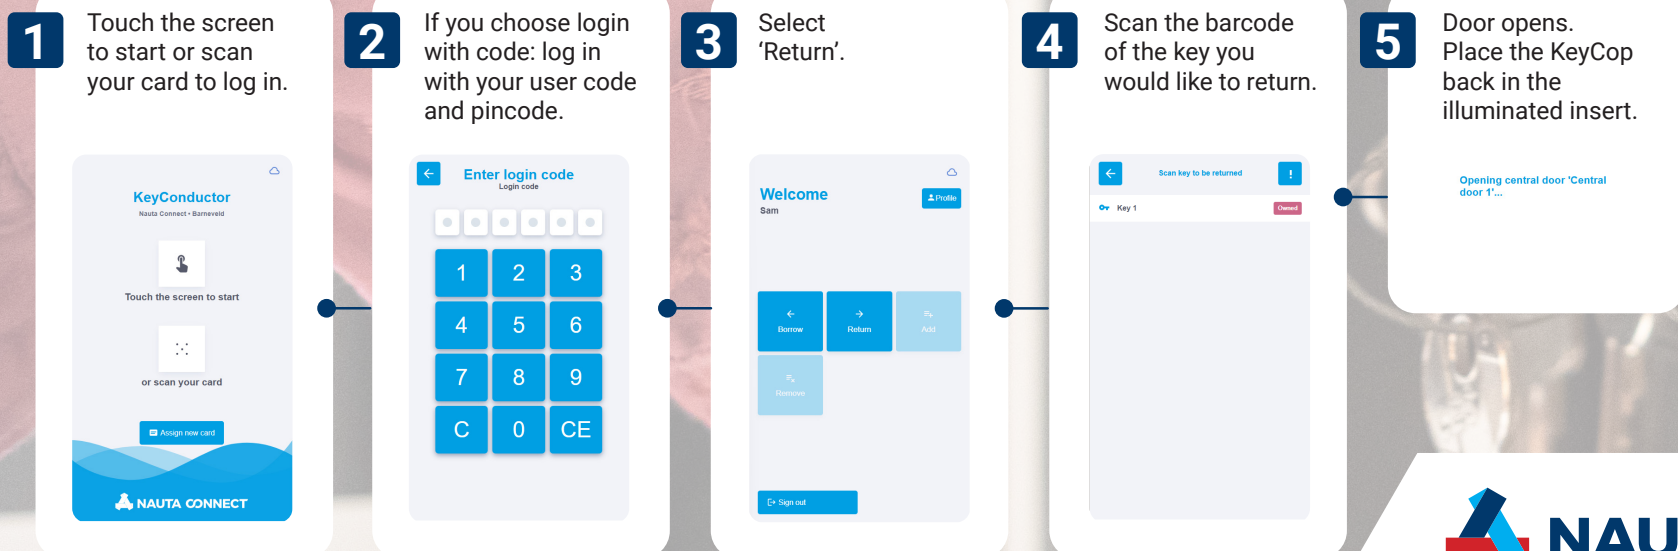 1
Touch the screen
to start or scan
your card to log in.
KeyConductor
Nauta Connect • Barneveld
Touch the screen to start
or scan your card
Assign new card
NAUTA CONNECT
2
If you choose login
with code: log in
with your user code
and pincode.
Enter login code
Login code
1 2 3
4 5 6
7 8 9
C 0 CE
3
Select
‘Return’.
Welcome
Sam
Profile
Borrow Return Add
Remove
Sign out
4
Scan the barcode
of the key you
would like to return.
Scan key to be returned
!
Key 1 Owned
5
Door opens.
Place the KeyCop
back in the
illuminated insert.
Opening central door 'Central
door 1'...
NAU